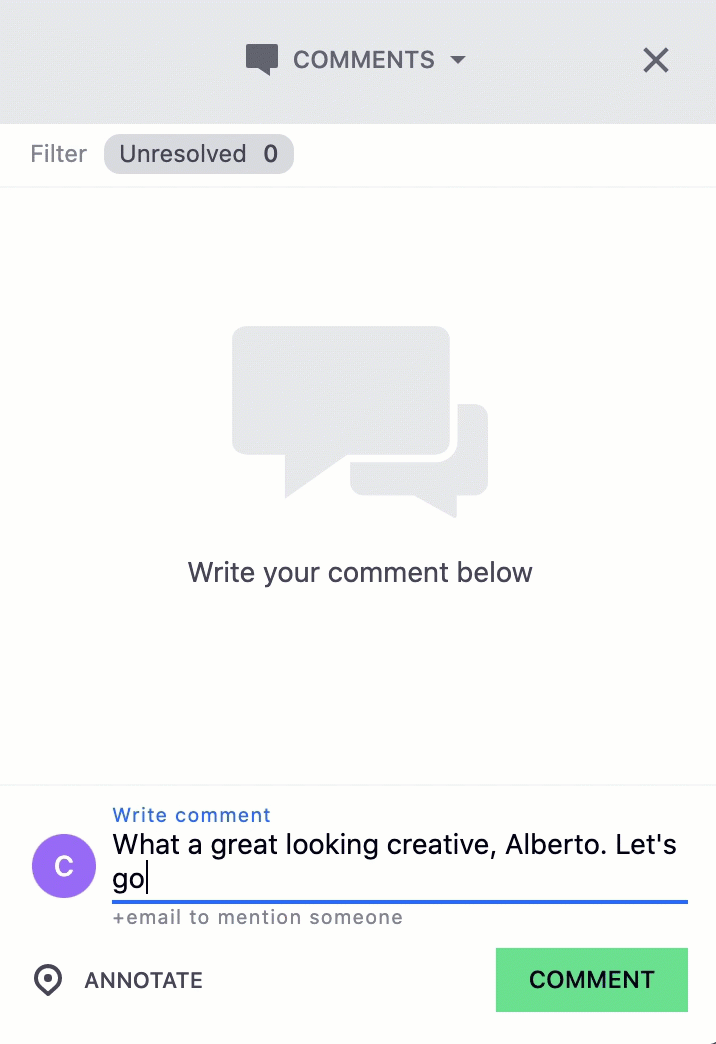 COMMENTS
Filter Unresolved 0
Write your comment below
Write comment
C
What a great looking creative, Alberto. Let's
go
+email to mention someone
ANNOTATE COMMENT